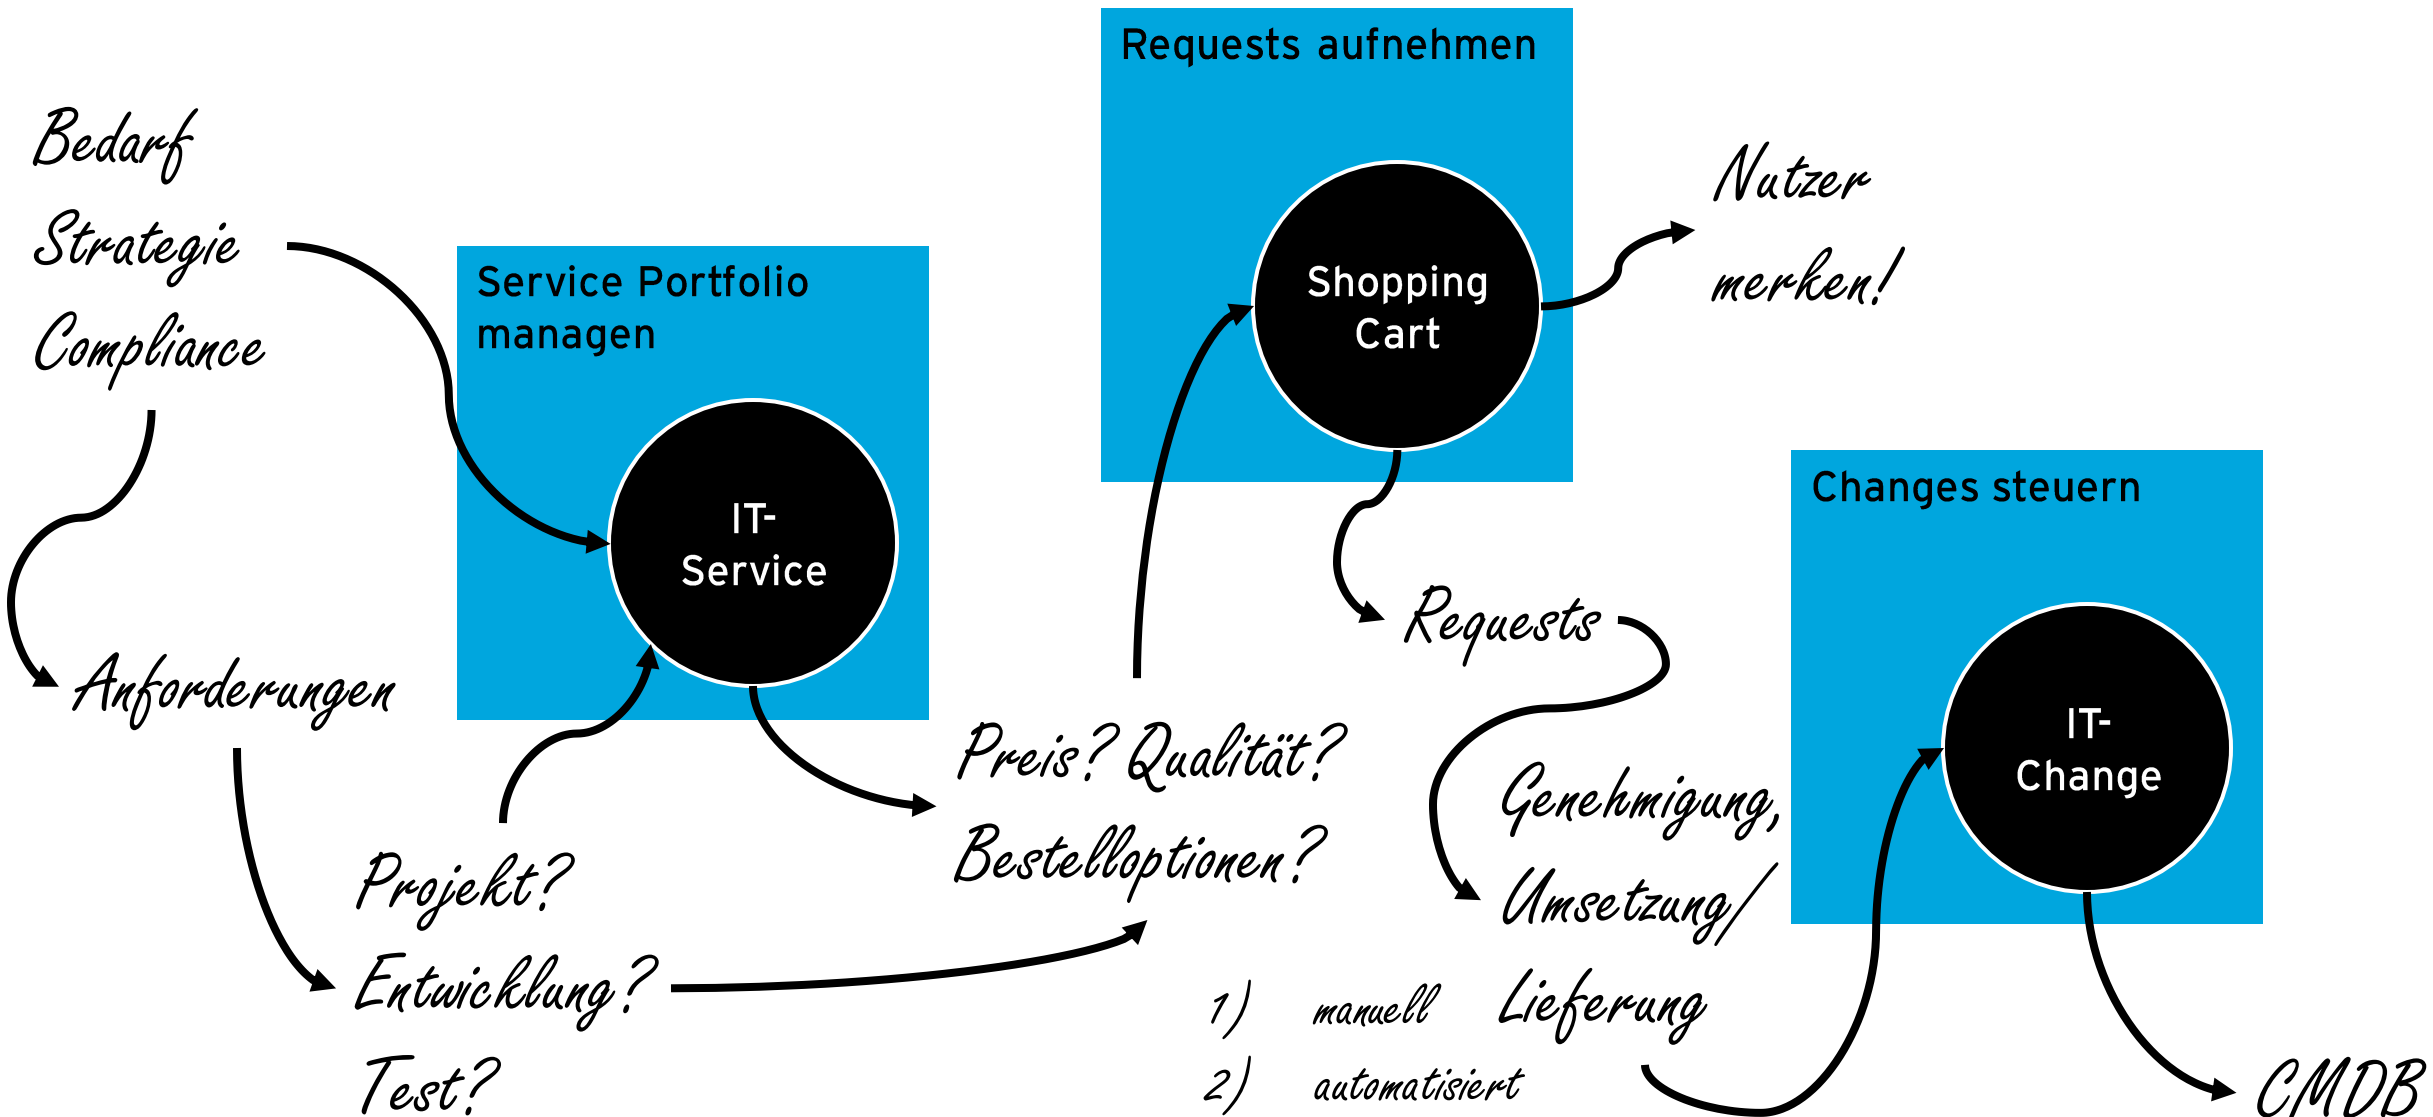 Bedarf
Strategie
Compliance
Anforderungen
Service Portfolio
managen
IT-
Service
Projekt?
Entwicklung?
Test?
Preis? Qualität?
Bestelloptionen?
Requests aufnehmen
Shopping
Cart
Nutzer
merken!
Requests
Genehmigung,
Umsetzung/
Lieferung
1) manuell
2) automatisiert
Changes steuern
IT-
Change
CMDB